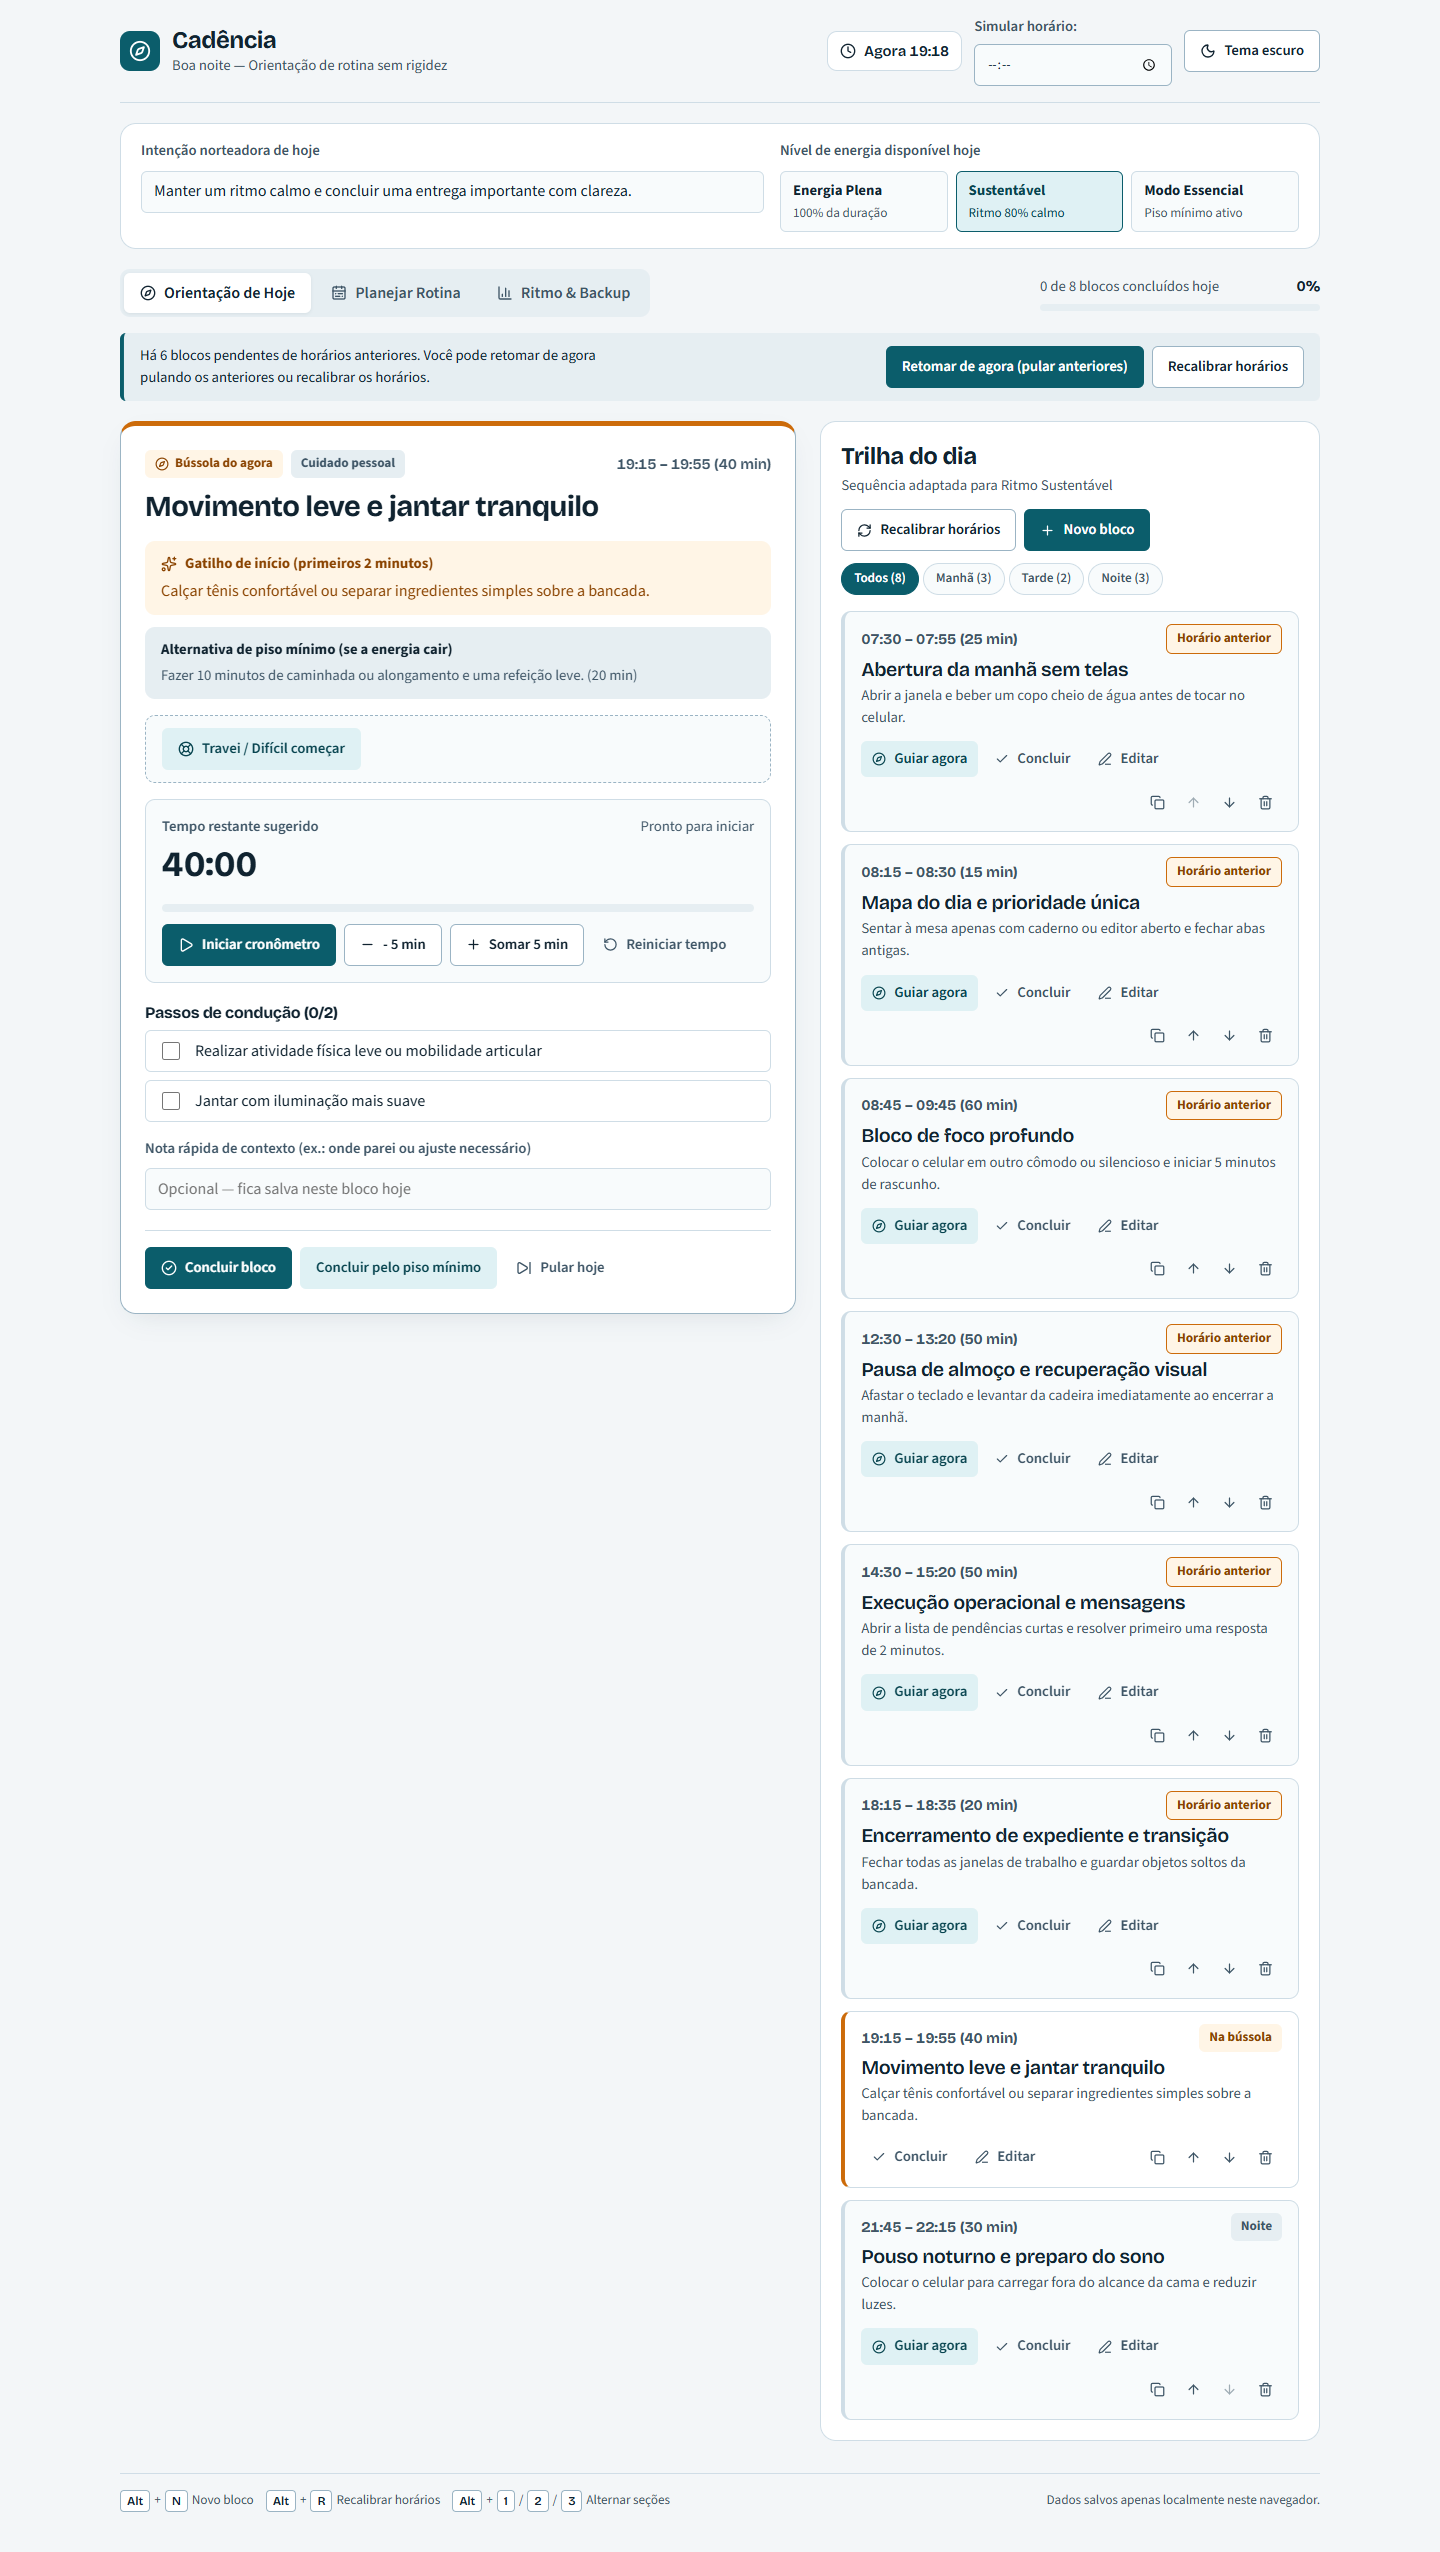 Cadência
Boa noite — Orientação de rotina sem rigidez
Agora 19:18
Simular horário:
--:--
Tema escuro
Intenção norteadora de hoje
Manter um ritmo calmo e concluir uma entrega importante com clareza.
Nível de energia disponível hoje
Energia Plena
100% da duração
Sustentável
Ritmo 80% calmo
Modo Essencial
Piso mínimo ativo
Orientação de Hoje
Planejar Rotina
Ritmo & Backup
0 de 8 blocos concluídos hoje
0%
Há 6 blocos pendentes de horários anteriores. Você pode retomar de agora
pulando os anteriores ou recalibrar os horários.
Retomar de agora (pular anteriores)
Recalibrar horários
Bússola do agora
Cuidado pessoal
19:15 – 19:55 (40 min)
Movimento leve e jantar tranquilo
Gatilho de início (primeiros 2 minutos)
Calçar tênis confortável ou separar ingredientes simples sobre a bancada.
Alternativa de piso mínimo (se a energia cair)
Fazer 10 minutos de caminhada ou alongamento e uma refeição leve. (20 min)
Travei / Difícil começar
Tempo restante sugerido
Pronto para iniciar
40:00
Iniciar cronômetro
- 5 min
Somar 5 min
Reiniciar tempo
Passos de condução (0/2)
Realizar atividade física leve ou mobilidade articular
Jantar com iluminação mais suave
Nota rápida de contexto (ex.: onde parei ou ajuste necessário)
Opcional — fica salva neste bloco hoje
Concluir bloco
Concluir pelo piso mínimo
Pular hoje
Trilha do dia
Sequência adaptada para Ritmo Sustentável
Recalibrar horários
Novo bloco
Todos (8)
Manhã (3)
Tarde (2)
Noite (3)
07:30 – 07:55 (25 min)
Horário anterior
Abertura da manhã sem telas
Abrir a janela e beber um copo cheio de água antes de tocar no
celular.
Guiar agora
Concluir
Editar
08:15 – 08:30 (15 min)
Horário anterior
Mapa do dia e prioridade única
Sentar à mesa apenas com caderno ou editor aberto e fechar abas
antigas.
Guiar agora
Concluir
Editar
08:45 – 09:45 (60 min)
Horário anterior
Bloco de foco profundo
Colocar o celular em outro cômodo ou silencioso e iniciar 5 minutos
de rascunho.
Guiar agora
Concluir
Editar
12:30 – 13:20 (50 min)
Horário anterior
Pausa de almoço e recuperação visual
Afastar o teclado e levantar da cadeira imediatamente ao encerrar a
manhã.
Guiar agora
Concluir
Editar
14:30 – 15:20 (50 min)
Horário anterior
Execução operacional e mensagens
Abrir a lista de pendências curtas e resolver primeiro uma resposta
de 2 minutos.
Guiar agora
Concluir
Editar
18:15 – 18:35 (20 min)
Horário anterior
Encerramento de expediente e transição
Fechar todas as janelas de trabalho e guardar objetos soltos da
bancada.
Guiar agora
Concluir
Editar
19:15 – 19:55 (40 min)
Na bússola
Movimento leve e jantar tranquilo
Calçar tênis confortável ou separar ingredientes simples sobre a
bancada.
Concluir
Editar
21:45 – 22:15 (30 min)
Noite
Pouso noturno e preparo do sono
Colocar o celular para carregar fora do alcance da cama e reduzir
luzes.
Guiar agora
Concluir
Editar
Alt + N Novo bloco
Alt + R Recalibrar horários
Alt + 1 / 2 / 3 Alternar seções
Dados salvos apenas localmente neste navegador.